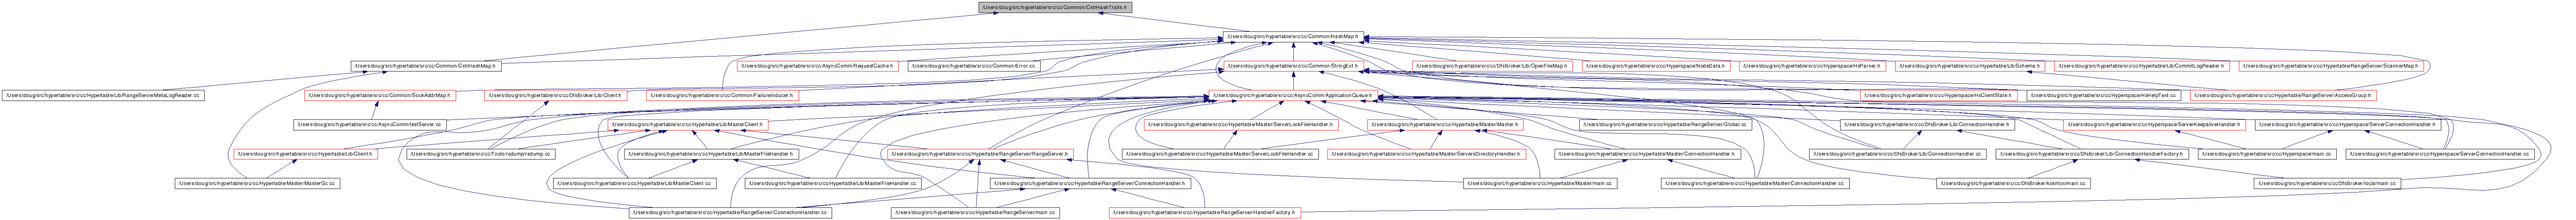 /Users/doug/src/hypertable/src/cc/Common/CstrHashTraits.h
/Users/doug/src/hypertable/src/cc/Common/HashMap.h
/Users/doug/src/hypertable/src/cc/Common/CstrHashMap.h
/Users/doug/src/hypertable/src/cc/AsyncComm/RequestCache.h
/Users/doug/src/hypertable/src/cc/Common/Error.cc
/Users/doug/src/hypertable/src/cc/Common/StringExt.h
/Users/doug/src/hypertable/src/cc/DfsBroker/Lib/OpenFileMap.h
/Users/doug/src/hypertable/src/cc/Hyperspace/NodeData.h
/Users/doug/src/hypertable/src/cc/Hyperspace/HsParser.h
/Users/doug/src/hypertable/src/cc/Hypertable/Lib/Schema.h
/Users/doug/src/hypertable/src/cc/Hypertable/Lib/CommitLogReader.h
/Users/doug/src/hypertable/src/cc/Hypertable/RangeServer/ScannerMap.h
/Users/doug/src/hypertable/src/cc/Hypertable/Lib/RangeServerMetaLogReader.cc
/Users/doug/src/hypertable/src/cc/Common/SockAddrMap.h
/Users/doug/src/hypertable/src/cc/DfsBroker/Lib/Client.h
/Users/doug/src/hypertable/src/cc/Common/FailureInducer.h
/Users/doug/src/hypertable/src/cc/AsyncComm/ApplicationQueue.h
/Users/doug/src/hypertable/src/cc/Hyperspace/HsClientState.h
/Users/doug/src/hypertable/src/cc/Hyperspace/HsHelpText.cc
/Users/doug/src/hypertable/src/cc/Hypertable/RangeServer/AccessGroup.h
/Users/doug/src/hypertable/src/cc/AsyncComm/testServer.cc
/Users/doug/src/hypertable/src/cc/Hypertable/Lib/MasterClient.h
/Users/doug/src/hypertable/src/cc/Hypertable/Master/ServerLockFileHandler.h
/Users/doug/src/hypertable/src/cc/Hypertable/Master/Master.h
/Users/doug/src/hypertable/src/cc/Hypertable/RangeServer/Global.cc
/Users/doug/src/hypertable/src/cc/DfsBroker/Lib/ConnectionHandler.h
/Users/doug/src/hypertable/src/cc/Hyperspace/ServerKeepaliveHandler.h
/Users/doug/src/hypertable/src/cc/Hyperspace/ServerConnectionHandler.h
/Users/doug/src/hypertable/src/cc/Hypertable/Lib/Client.h
/Users/doug/src/hypertable/src/cc/Tools/rsdump/rsdump.cc
/Users/doug/src/hypertable/src/cc/Hypertable/Lib/MasterFileHandler.h
/Users/doug/src/hypertable/src/cc/Hypertable/RangeServer/RangeServer.h
/Users/doug/src/hypertable/src/cc/Hypertable/Master/ServerLockFileHandler.cc
/Users/doug/src/hypertable/src/cc/Hypertable/Master/ServersDirectoryHandler.h
/Users/doug/src/hypertable/src/cc/Hypertable/Master/ConnectionHandler.h
/Users/doug/src/hypertable/src/cc/DfsBroker/Lib/ConnectionHandler.cc
/Users/doug/src/hypertable/src/cc/DfsBroker/Lib/ConnectionHandlerFactory.h
/Users/doug/src/hypertable/src/cc/Hyperspace/main.cc
/Users/doug/src/hypertable/src/cc/Hyperspace/ServerConnectionHandler.cc
/Users/doug/src/hypertable/src/cc/Hypertable/Master/MasterGc.cc
/Users/doug/src/hypertable/src/cc/Hypertable/Lib/MasterClient.cc
/Users/doug/src/hypertable/src/cc/Hypertable/Lib/MasterFileHandler.cc
/Users/doug/src/hypertable/src/cc/Hypertable/RangeServer/ConnectionHandler.h
/Users/doug/src/hypertable/src/cc/Hypertable/Master/main.cc
/Users/doug/src/hypertable/src/cc/Hypertable/Master/ConnectionHandler.cc
/Users/doug/src/hypertable/src/cc/DfsBroker/kosmos/main.cc
/Users/doug/src/hypertable/src/cc/DfsBroker/local/main.cc
/Users/doug/src/hypertable/src/cc/Hypertable/RangeServer/ConnectionHandler.cc
/Users/doug/src/hypertable/src/cc/Hypertable/RangeServer/main.cc
/Users/doug/src/hypertable/src/cc/Hypertable/RangeServer/HandlerFactory.h